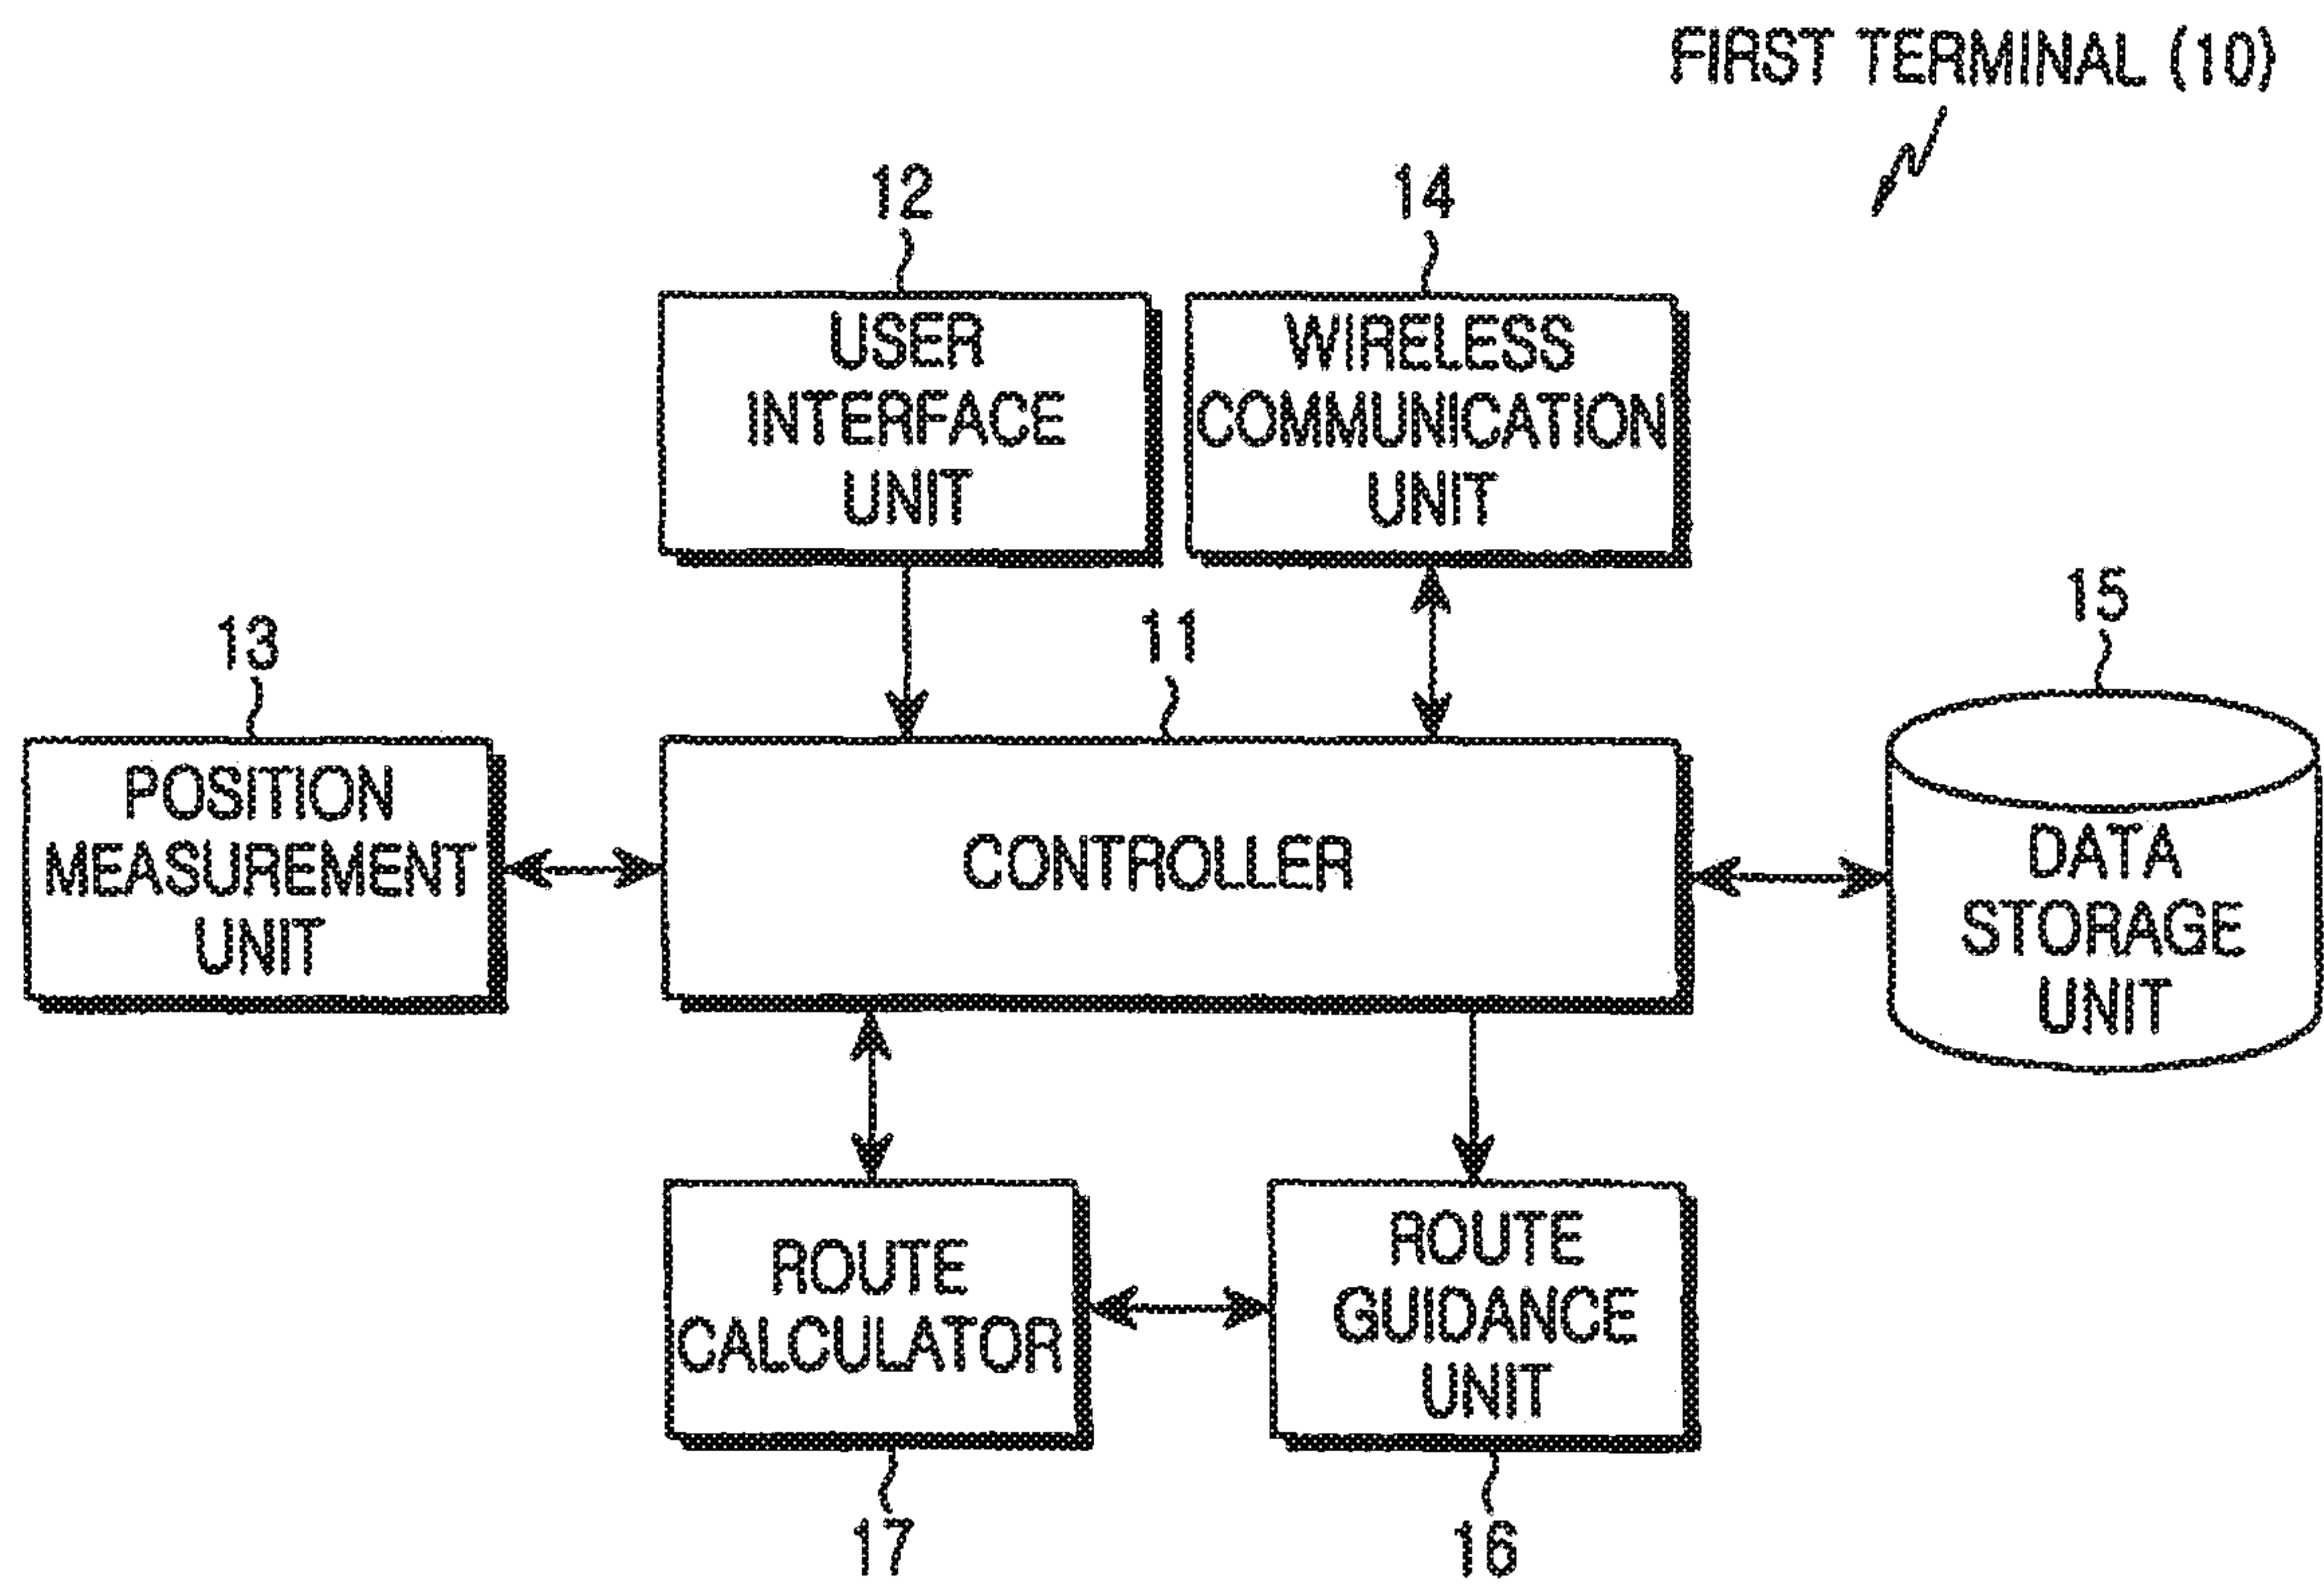 FIRST TERMINAL (10)
12
14
USER
INTERFACE
UNIT
WIRELESS
COMMUNICATION
UNIT
13
11
15
POSITION
MEASUREMENT
UNIT
CONTROLLER
DATA
STORAGE
UNIT
ROUTE
CALCULATOR
ROUTE
GUIDANCE
UNIT
17
16